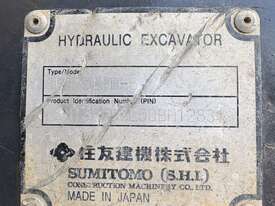 HYDRAULIC EXCAVATOR
Type/Model
Product Identification Number (PIN)
住友建機株式会社
SUMITOMO (S.H.I.)
CONSTRUCTION MACHINERY CO., LTD.
MADE IN JAPAN